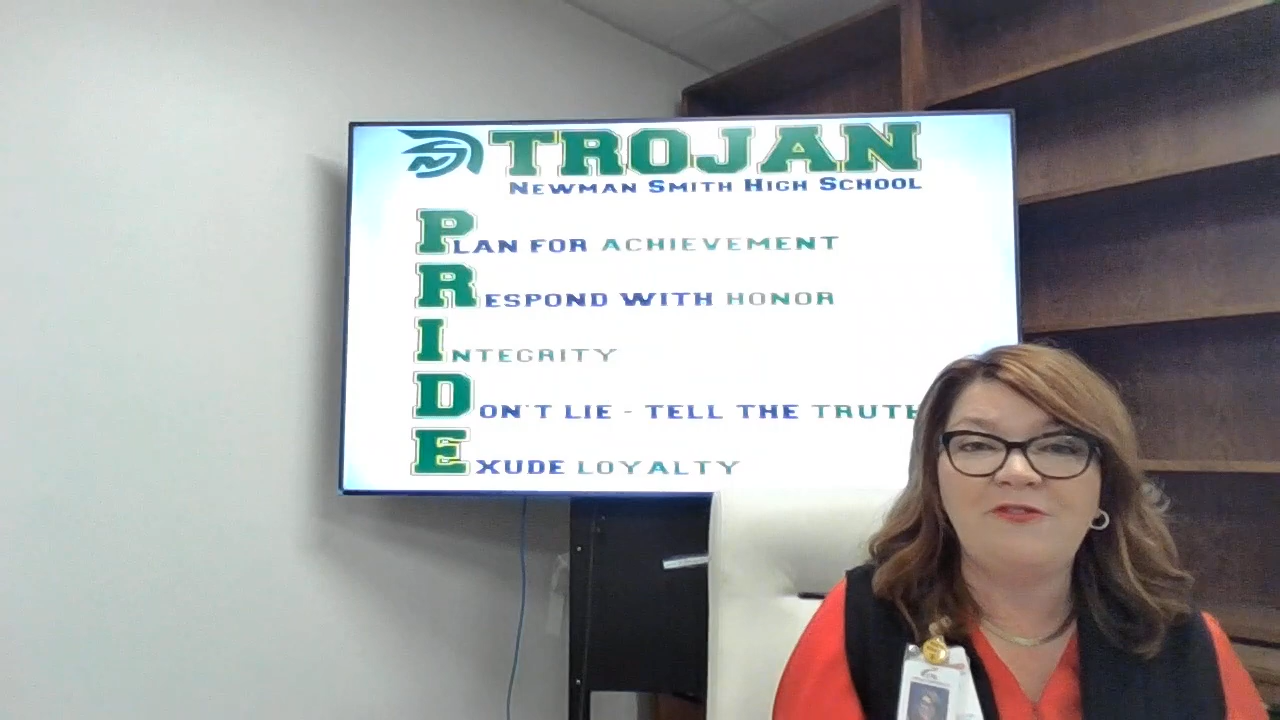 TROJAN
NEWMAN SMITH HIGH SCHOOL
PLAN FOR ACHIEVEMENT
RESPOND WITH HONOR
INTEGRITY
DON'T LIE - TELL THE TRUTH
EXUDE LOYALTY